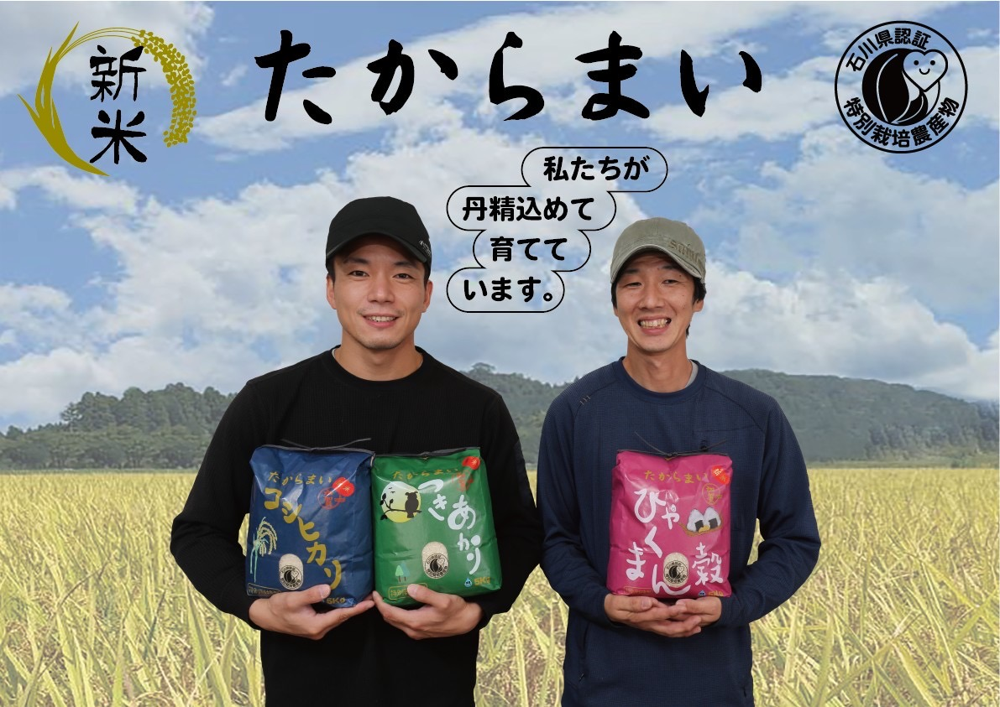 新米
たからまい
石川県認証
特別栽培農産物
私たちが
丹精込めて
育てて
います。
たからまい
コシヒカリ
5Kg
たからまい
つき
あかり
5Kg
たからまい
ひゃく
まん
穀
5Kg